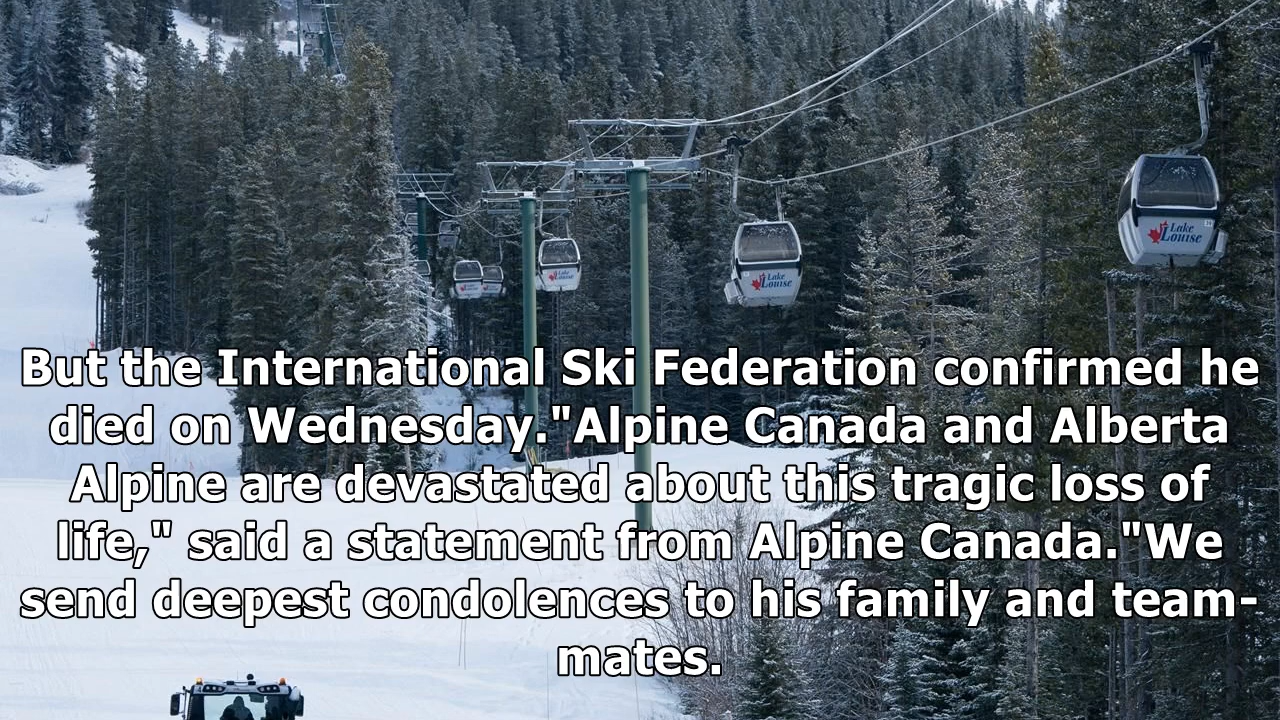 Lake
Louise
Lake
Louise
Lake
Louise
But the International Ski Federation confirmed he
died on Wednesday."Alpine Canada and Alberta
Alpine are devastated about this tragic loss of
life," said a statement from Alpine Canada."We
send deepest condolences to his family and team-
mates.